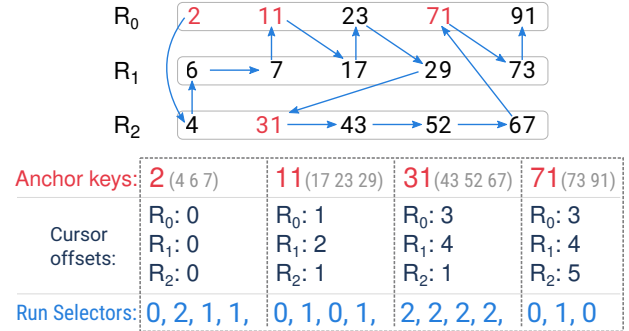 R₀ 2 11 23 71 91
R₁ 6 7 17 29 73
R₂ 4 31 43 52 67
Anchor keys: 2 (4 6 7) 11 (17 23 29) 31 (43 52 67) 71 (73 91)
Cursor offsets:
R₀: 0 R₀: 1 R₀: 3 R₀: 3
R₁: 0 R₁: 2 R₁: 4 R₁: 4
R₂: 0 R₂: 1 R₂: 1 R₂: 5
Run Selectors: 0, 2, 1, 1, 0, 1, 0, 1, 2, 2, 2, 2, 0, 1, 0